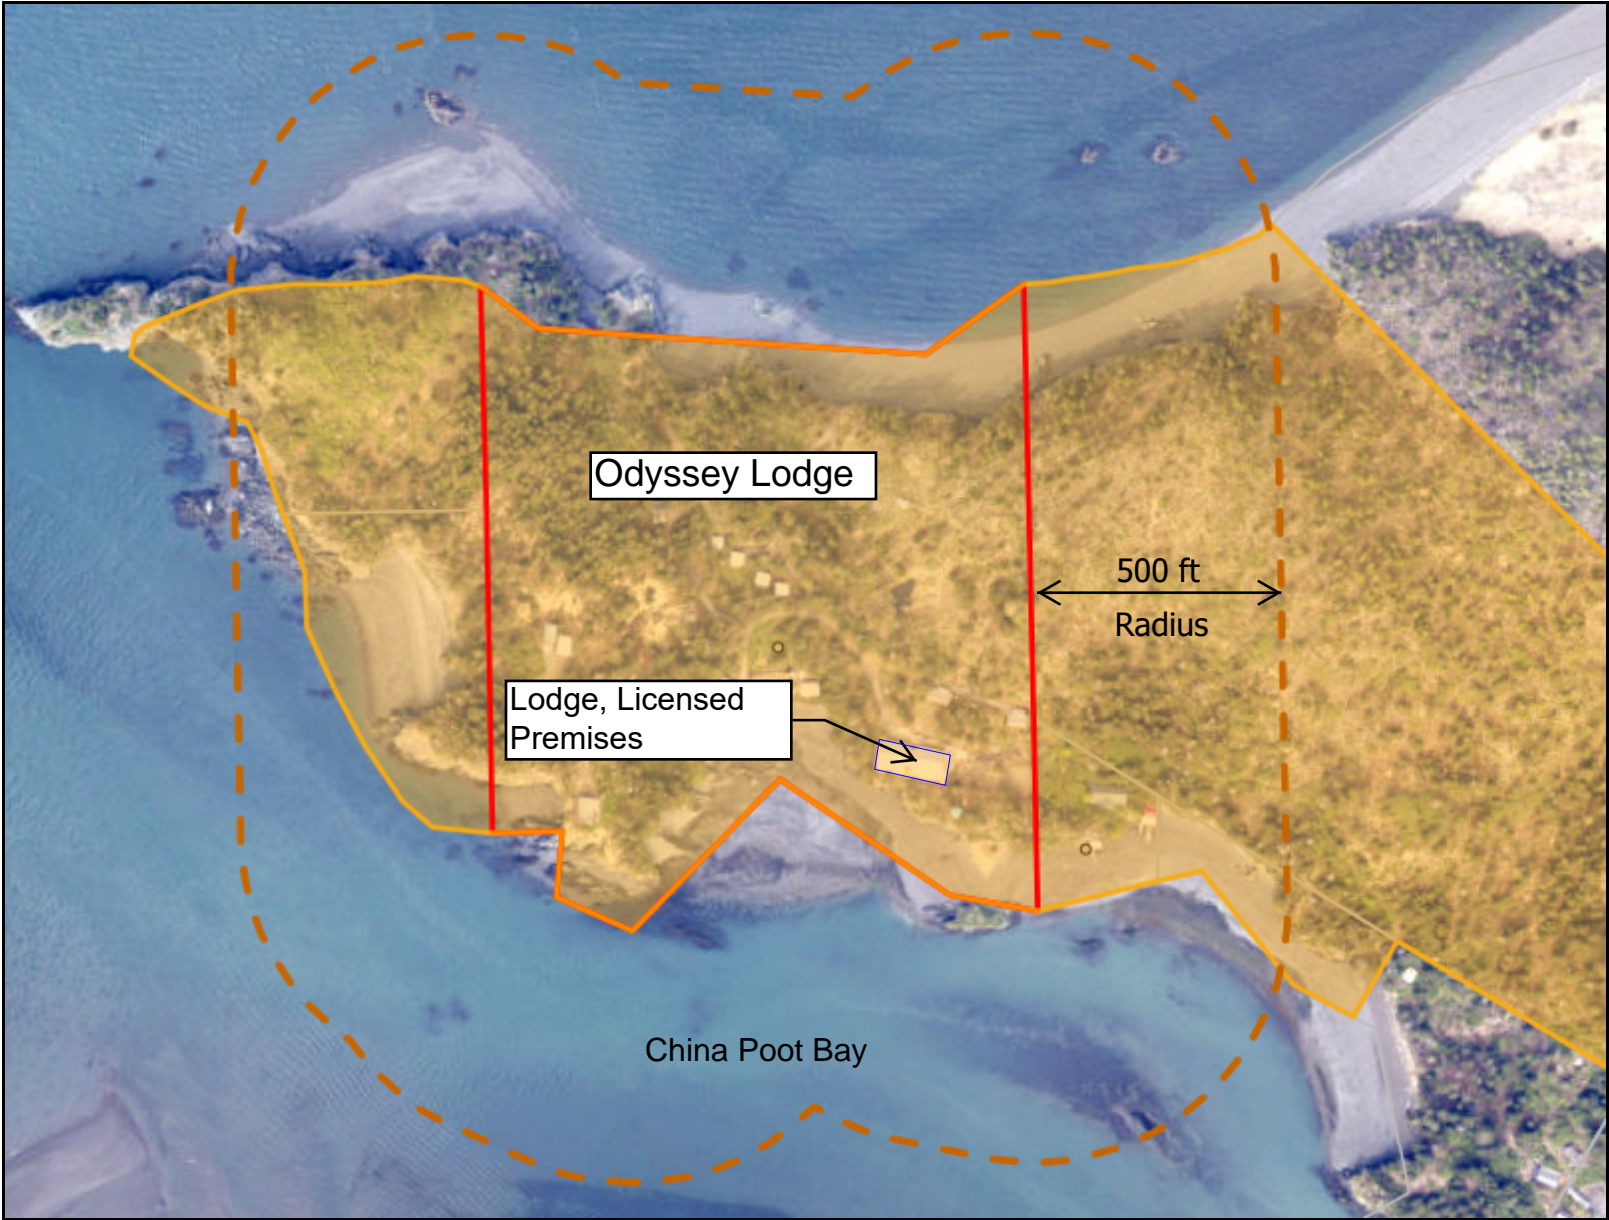 Odyssey Lodge
500 ft
Radius
Lodge, Licensed
Premises
China Poot Bay